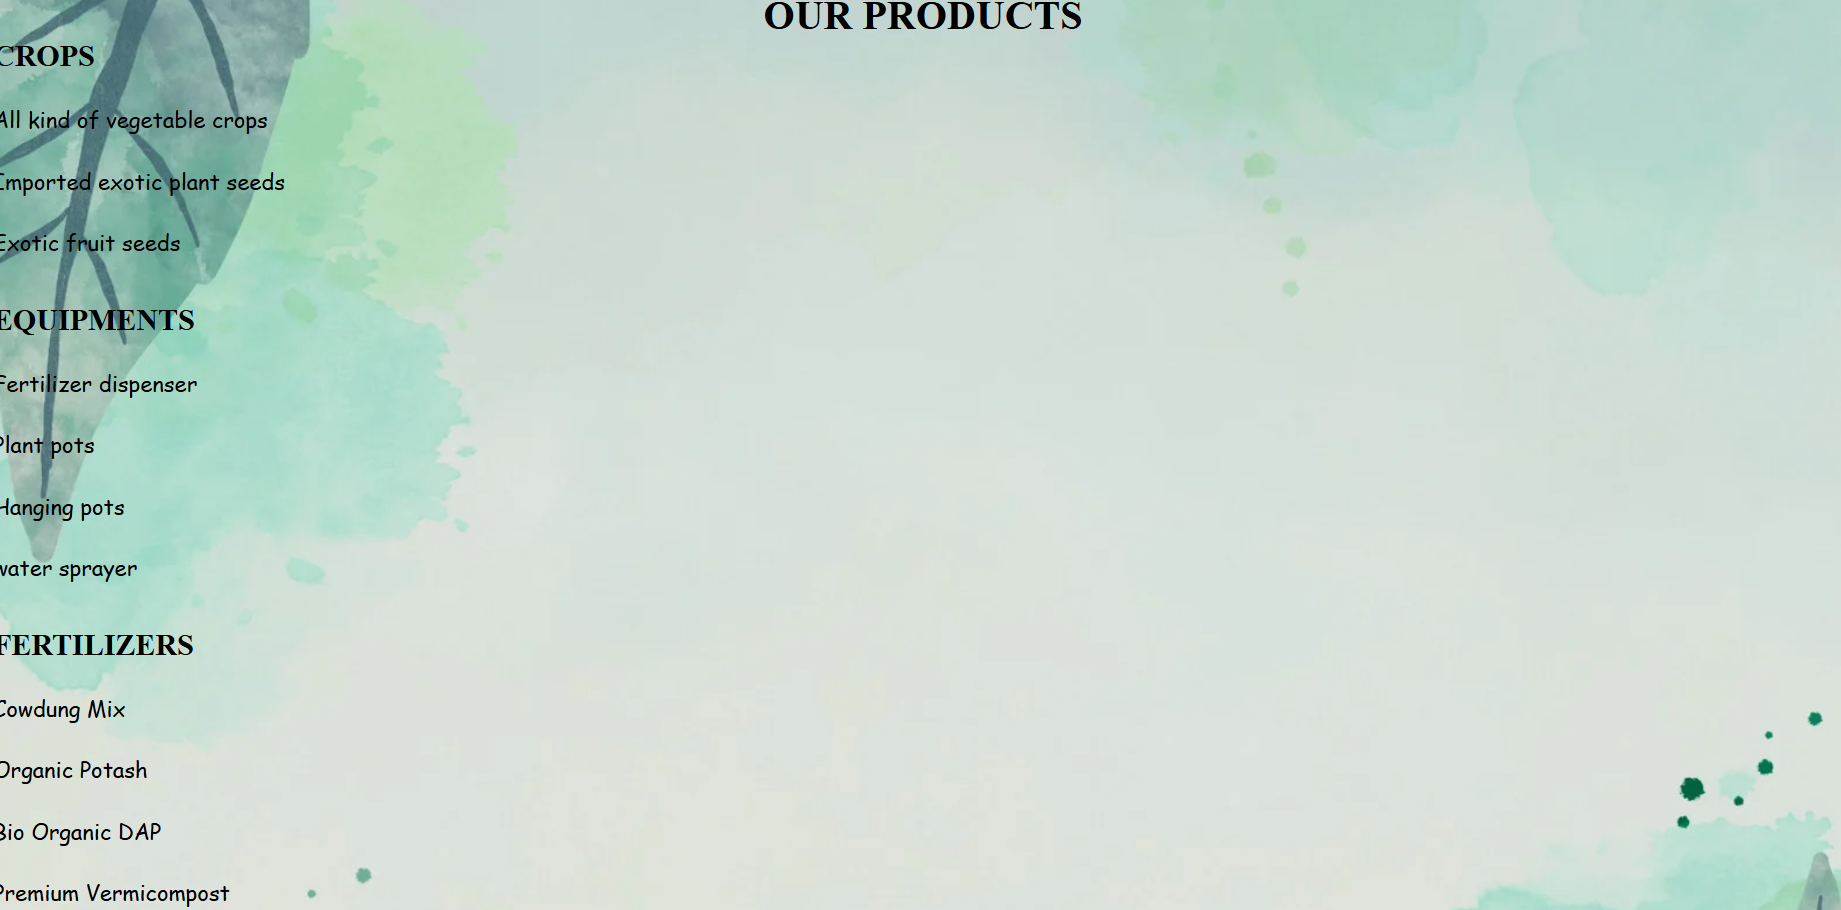 OUR PRODUCTS
CROPS
All kind of vegetable crops
Imported exotic plant seeds
Exotic fruit seeds
EQUIPMENTS
Fertilizer dispenser
Plant pots
Hanging pots
water sprayer
FERTILIZERS
Cowdung Mix
Organic Potash
Bio Organic DAP
Premium Vermicompost